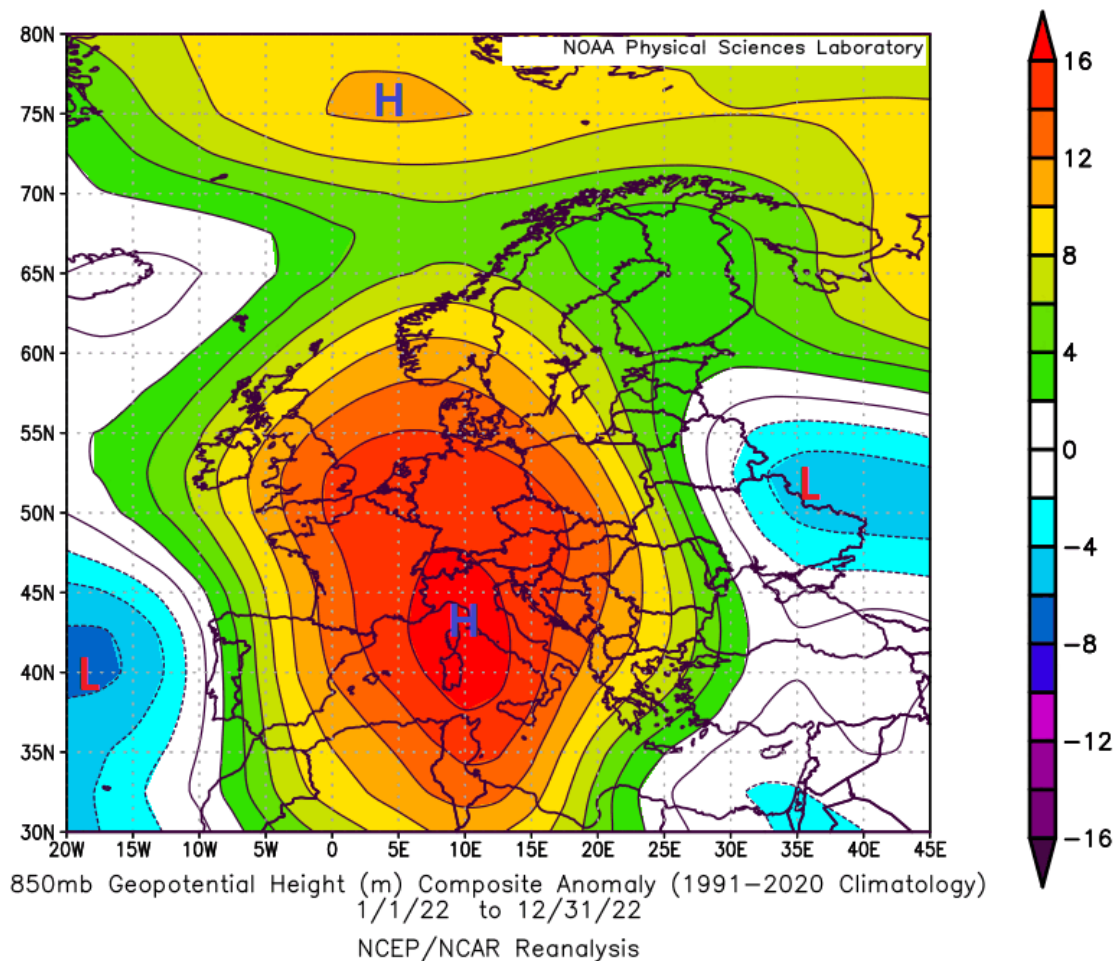 80N
NOAA Physical Sciences Laboratory
H
75N
70N
65N
60N
55N
L
50N
45N
H
40N
L
35N
30N
20W 15W 10W 5W 0 5E 10E 15E 20E 25E 30E 35E 40E 45E
16
12
8
4
0
-4
-8
-12
-16
850mb Geopotential Height (m) Composite Anomaly (1991-2020 Climatology)
1/1/22 to 12/31/22
NCEP/NCAR Reanalysis